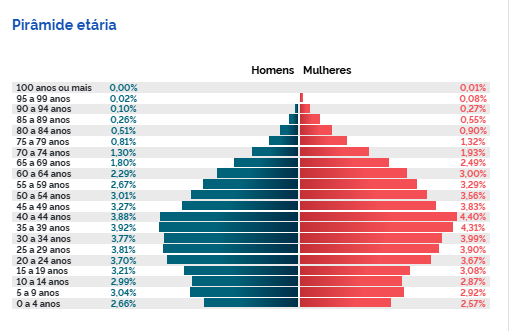 Pirâmide etária
Homens Mulheres
100 anos ou mais 0,00% 0,01%
95 a 99 anos 0,02% 0,08%
90 a 94 anos 0,10% 0,27%
85 a 89 anos 0,26% 0,55%
80 a 84 anos 0,51% 0,90%
75 a 79 anos 0,81% 1,32%
70 a 74 anos 1,30% 1,93%
65 a 69 anos 1,80% 2,49%
60 a 64 anos 2,29% 3,00%
55 a 59 anos 2,67% 3,29%
50 a 54 anos 3,01% 3,56%
45 a 49 anos 3,27% 3,83%
40 a 44 anos 3,88% 4,40%
35 a 39 anos 3,92% 4,31%
30 a 34 anos 3,77% 3,99%
25 a 29 anos 3,81% 3,90%
20 a 24 anos 3,70% 3,67%
15 a 19 anos 3,21% 3,08%
10 a 14 anos 2,99% 2,87%
5 a 9 anos 3,04% 2,92%
0 a 4 anos 2,66% 2,57%